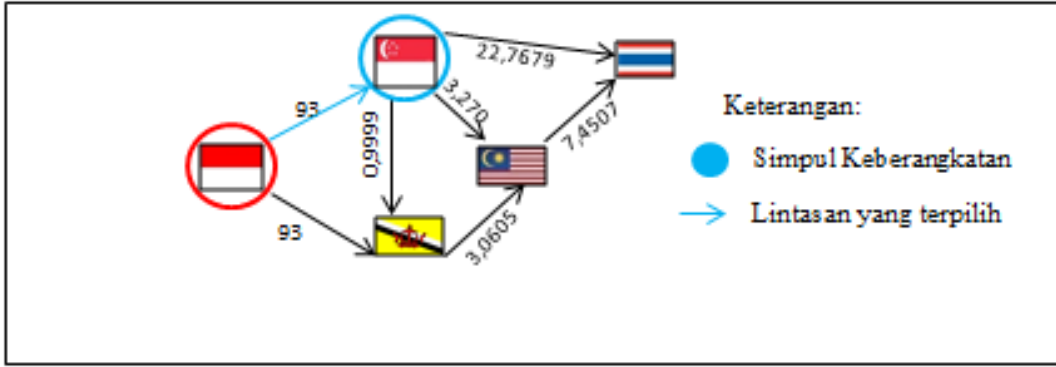 22,7679
93
3,270
0,9999
7,4507
93
3,0605
Keterangan:
Simpul Keberangkatan
Lintasan yang terpilih